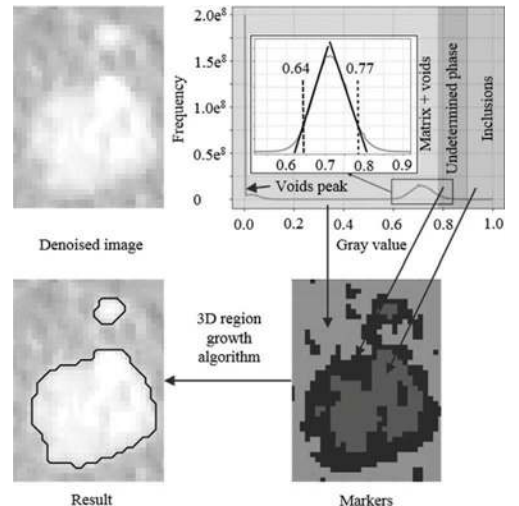 2.0e⁸
1.5e⁸
1.0e⁸
0.5e⁸
0
Frequency
0.64
0.77
0.6
0.7
0.8
0.9
Matrix + voids
Undetermined phase
Inclusions
Voids peak
0.0
0.2
0.4
0.6
0.8
1.0
Gray value
Denoised image
3D region
growth
algorithm
Result
Markers